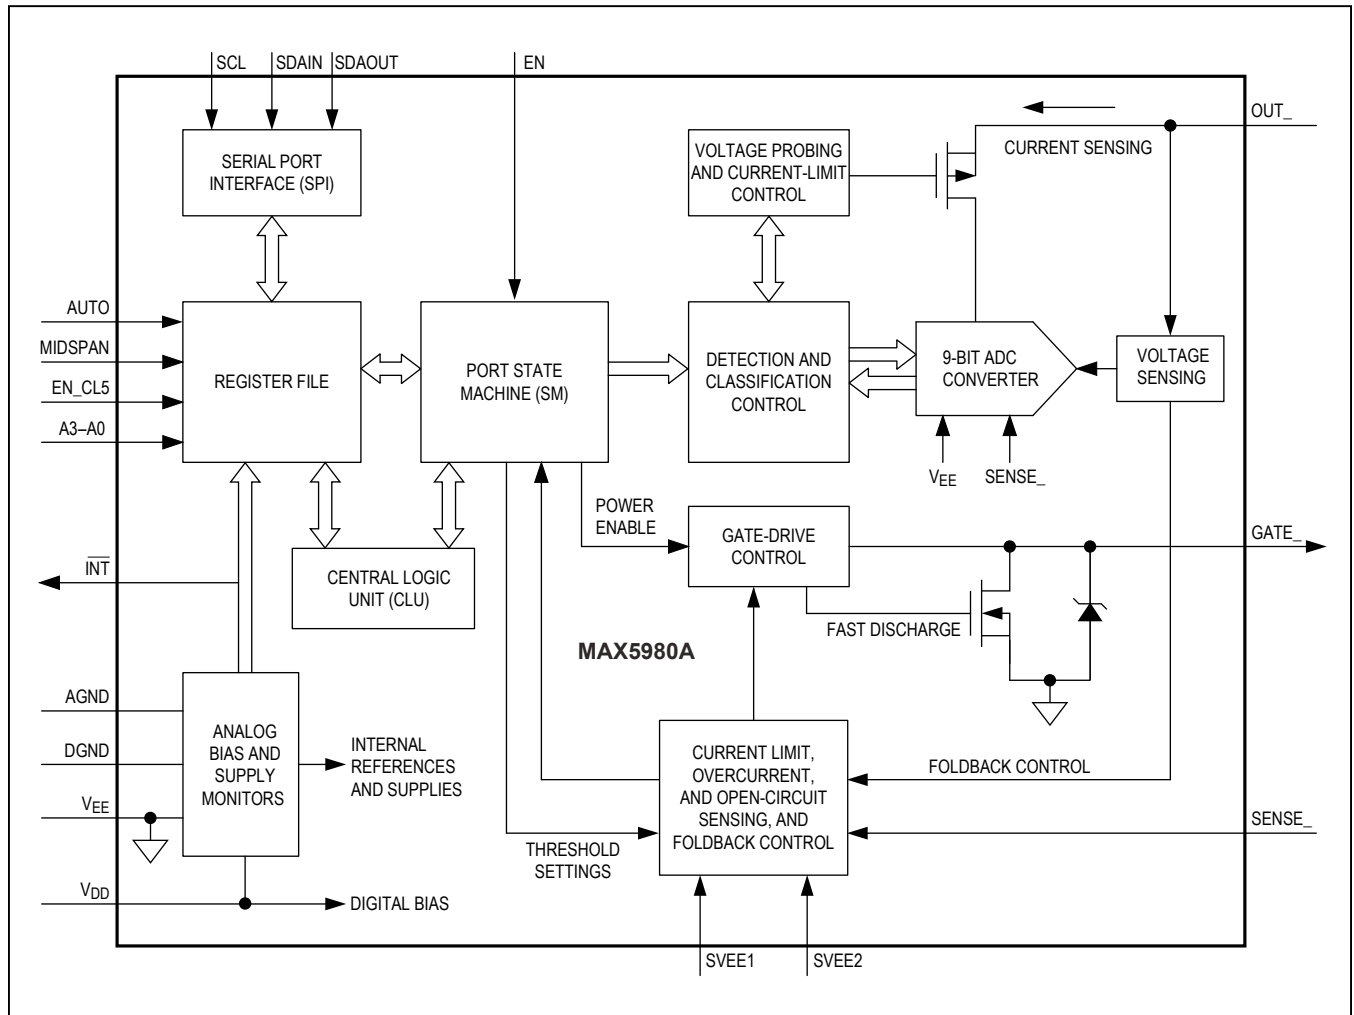 SCL
SDAIN
SDAOUT
EN
OUT_
CURRENT SENSING
SERIAL PORT
INTERFACE (SPI)
VOLTAGE PROBING
AND CURRENT-LIMIT
CONTROL
AUTO
MIDSPAN
EN_CL5
A3–A0
REGISTER FILE
PORT STATE
MACHINE (SM)
DETECTION AND
CLASSIFICATION
CONTROL
9-BIT ADC
CONVERTER
VOLTAGE
SENSING
VEE
SENSE_
POWER
ENABLE
GATE-DRIVE
CONTROL
GATE_
INT
CENTRAL LOGIC
UNIT (CLU)
FAST DISCHARGE
MAX5980A
AGND
DGND
VEE
VDD
ANALOG
BIAS AND
SUPPLY
MONITORS
INTERNAL
REFERENCES
AND SUPPLIES
DIGITAL BIAS
CURRENT LIMIT,
OVERCURRENT,
AND OPEN-CIRCUIT
SENSING, AND
FOLDBACK CONTROL
FOLDBACK CONTROL
SENSE_
THRESHOLD
SETTINGS
SVEE1
SVEE2